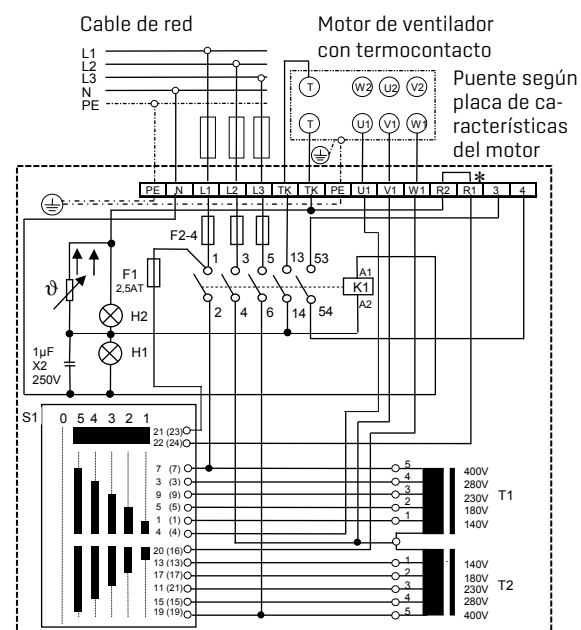 Cable de red
Motor de ventilador
con termocontacto
Puente según
placa de ca-
racterísticas
del motor
L1
L2
L3
N
PE
T W2 U2 V2
T U1 V1 W1
PE N L1 L2 L3 TK TK PE U1 V1 W1 R2 R1 3 4
*
F2-4
F1
2,5AT
1 3 5 13 53
2 4 6 14 54
A1
K1
A2
ϑ
H2
H1
1µF
X2
250V
S1 0 5 4 3 2 1
21 (23)
22 (24)
7 (7)
3 (3)
9 (9)
5 (5)
1 (1)
4 (4)
20 (16)
13 (13)
17 (17)
11 (21)
15 (15)
19 (19)
5 400V
4 280V
3 230V
2 180V
1 140V
T1
1 140V
2 180V
3 230V
4 280V
5 400V
T2